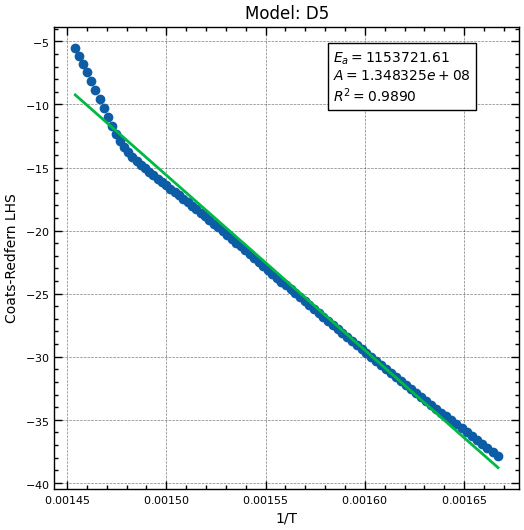 Model: D5
E_a = 1153721.61
A = 1.348325e + 08
R^2 = 0.9890
Coats-Redfern LHS
−5
−10
−15
−20
−25
−30
−35
−40
0.00145 0.00150 0.00155 0.00160 0.00165
1/T